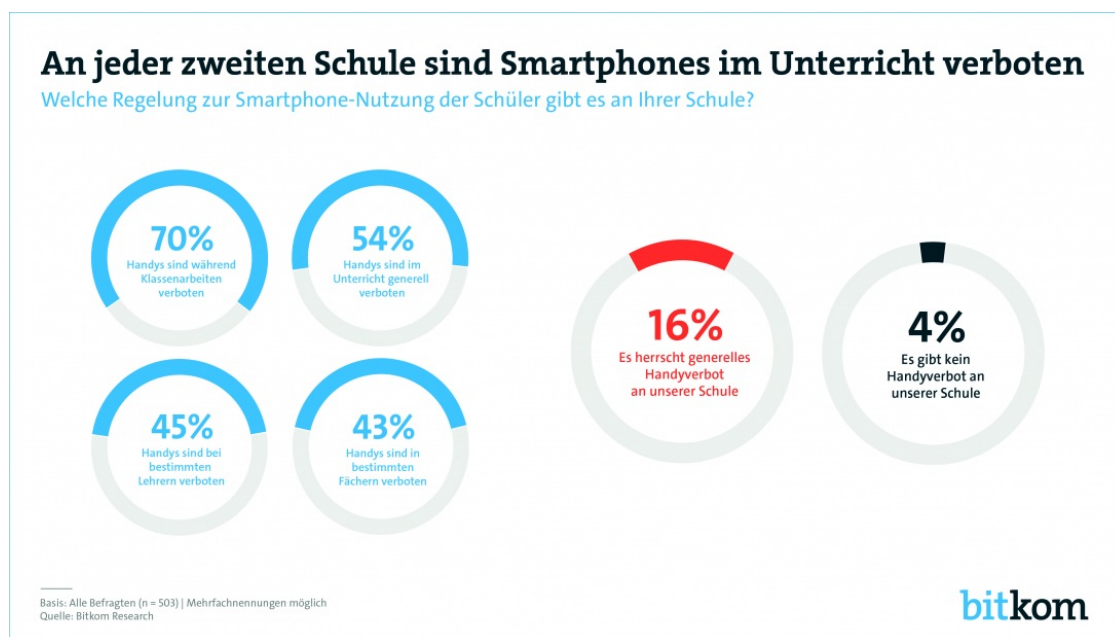 An jeder zweiten Schule sind Smartphones im Unterricht verboten
Welche Regelung zur Smartphone-Nutzung der Schüler gibt es an Ihrer Schule?
70%
Handys sind während
Klassenarbeiten
verboten
54%
Handys sind im
Unterricht generell
verboten
45%
Handys sind bei
bestimmten
Lehrern verboten
43%
Handys sind in
bestimmten
Fächern verboten
16%
Es herrscht generelles
Handyverbot
an unserer Schule
4%
Es gibt kein
Handyverbot an
unserer Schule
Basis: Alle Befragten (n = 503) | Mehrfachnennungen möglich
Quelle: Bitkom Research
bitkom